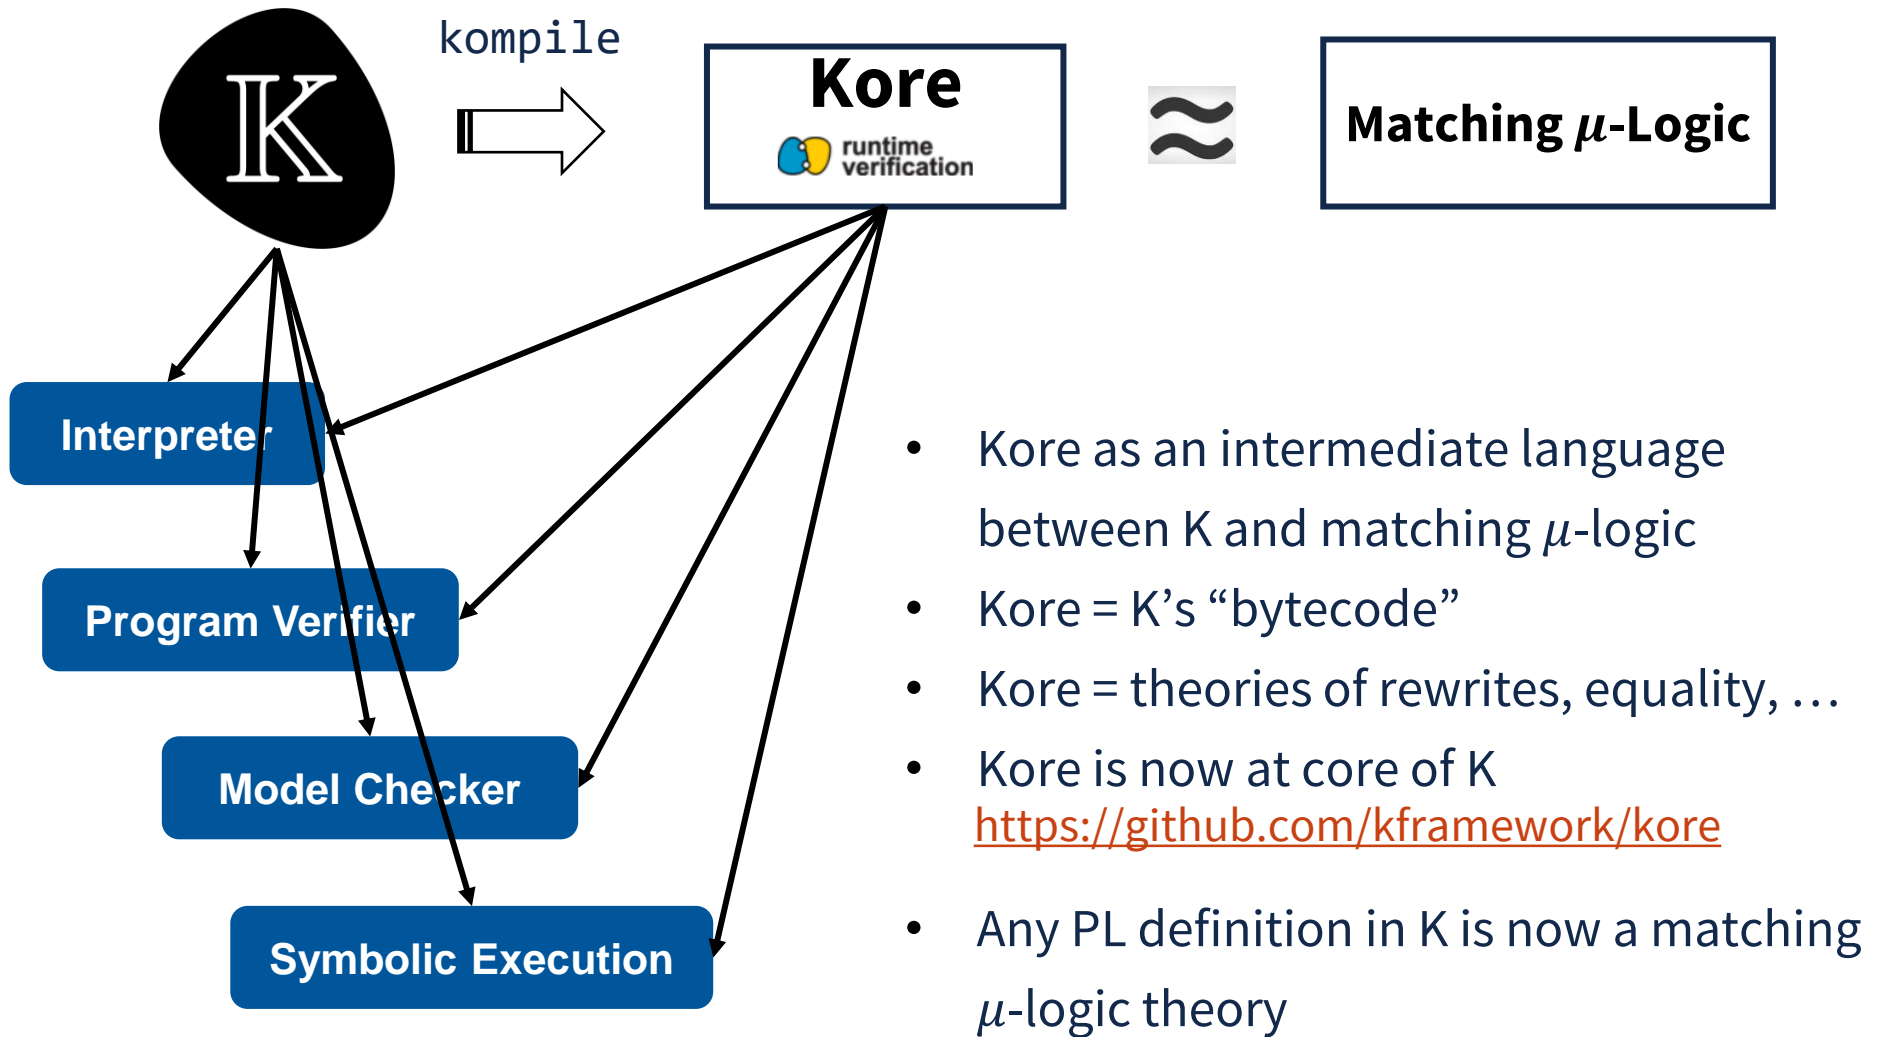 K
kompile
Kore
runtime
verification
≈
Matching μ-Logic
Interpreter
Program Verifier
Model Checker
Symbolic Execution
• Kore as an intermediate language
between K and matching μ-logic
• Kore = K’s “bytecode”
• Kore = theories of rewrites, equality, …
• Kore is now at core of K
https://github.com/kframework/kore
• Any PL definition in K is now a matching
μ-logic theory